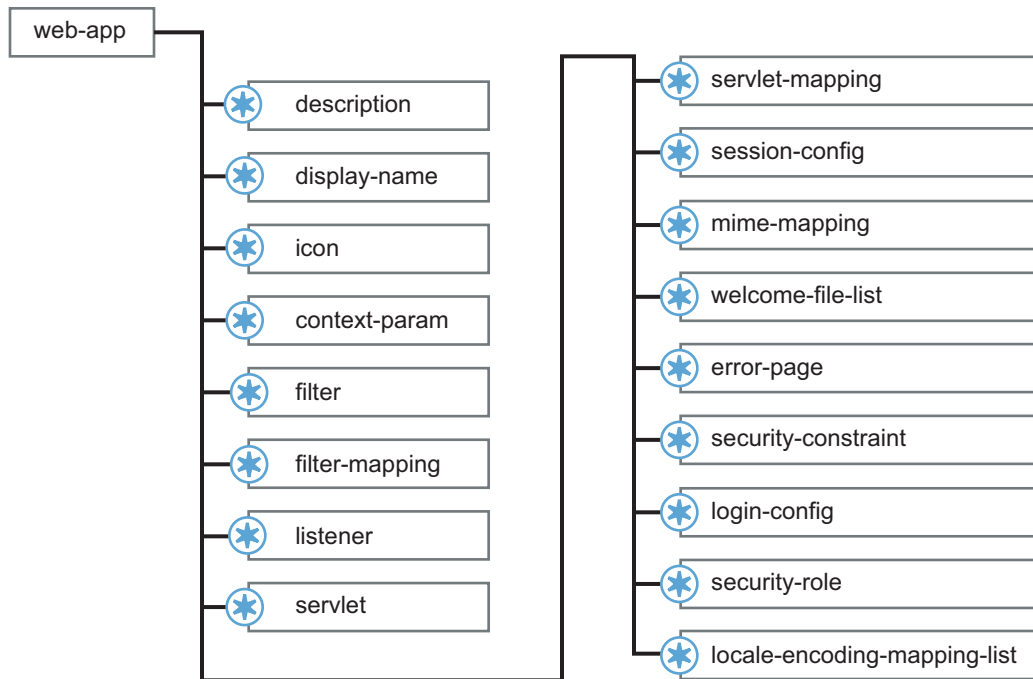 web-app
description
display-name
icon
context-param
filter
filter-mapping
listener
servlet
servlet-mapping
session-config
mime-mapping
welcome-file-list
error-page
security-constraint
login-config
security-role
locale-encoding-mapping-list